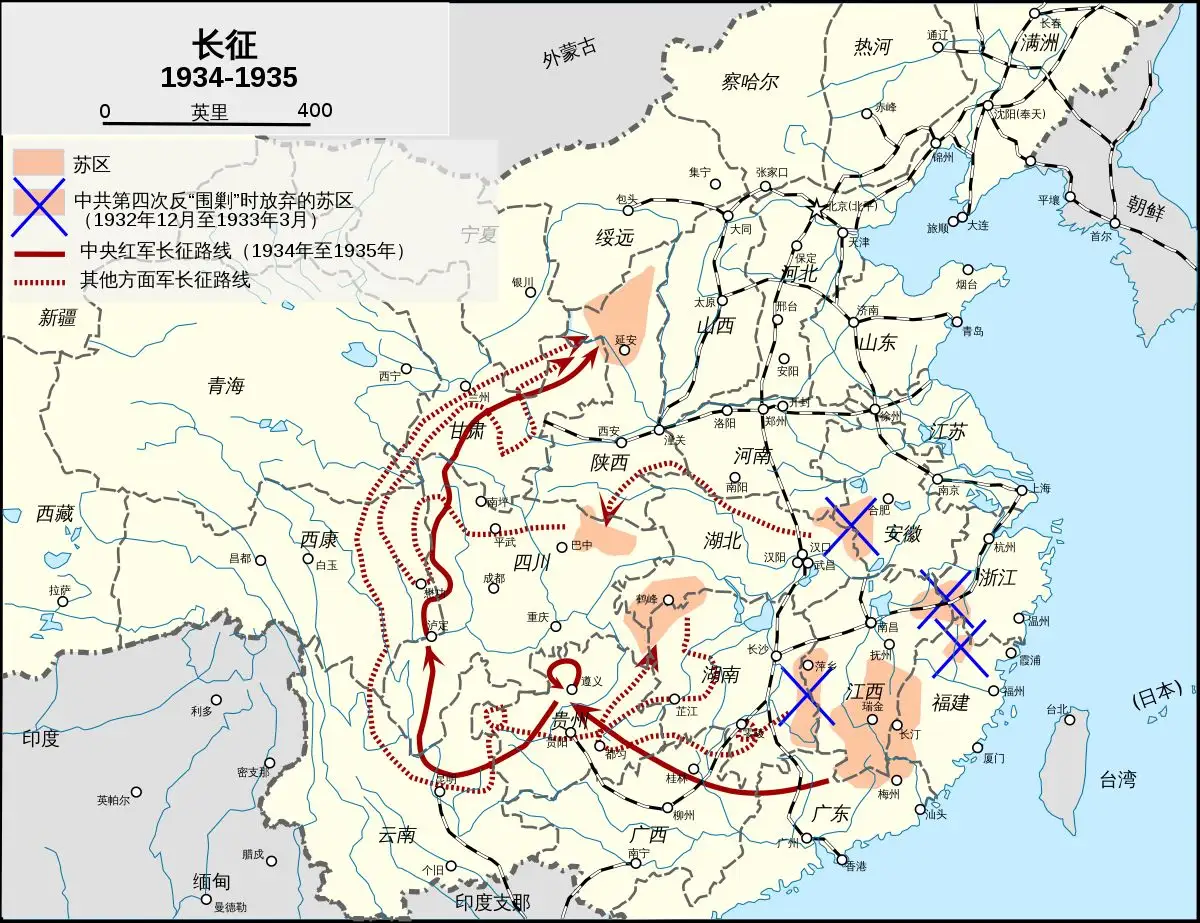 长征
1934-1935
0 英里 400
苏区
中共第四次反“围剿”时放弃的苏区
（1932年12月至1933年3月）
中央红军长征路线（1934年至1935年）
其他方面军长征路线
外蒙古
热河
通辽
长春
满洲
察哈尔
赤峰
沈阳(奉天)
锦州
集宁
张家口
包头
北京(北平)
平壤
朝鲜
首尔
旅顺
大连
大同
天津
宁夏
绥远
保定
河北
银川
烟台
太原
邢台
济南
青岛
新疆
山西
山东
延安
安阳
青海
西宁
兰州
甘肃
西安
潼关
洛阳
郑州
开封
徐州
江苏
陕西
河南
南阳
南坪
平武
西藏
西康
昌都
白玉
拉萨
四川
巴中
成都
懋功
泸定
重庆
湖北
汉口
汉阳
武昌
合肥
安徽
南京
上海
杭州
浙江
鹤峰
南昌
温州
长沙
萍乡
抚州
霞浦
湖南
江西
瑞金
福建
福州
长汀
芷江
零陵
遵义
贵州
贵阳
都匀
桂林
柳州
昆明
云南
个旧
广西
南宁
广东
广州
香港
梅州
汕头
厦门
台北
台湾
(日本)
印度
利多
密支那
英帕尔
腊戍
缅甸
曼德勒
印度支那